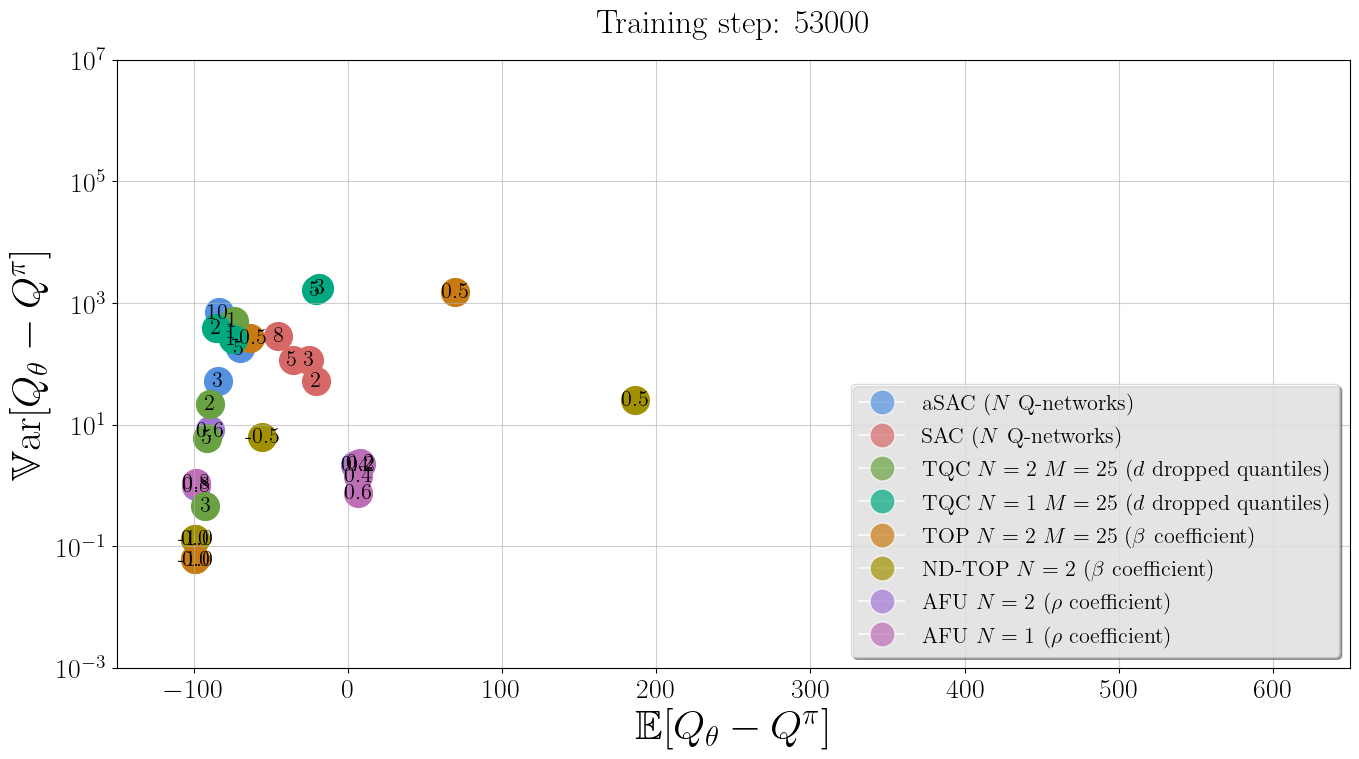 Training step: 53000
10^7
10^5
10^3
10^1
10^{-1}
10^{-3}
𝕍ar[Q_θ − Q^π]
5 3
0.5
10
1
2
1
-0.5
8
5
5 3
3
2
2
0.5
0.6
5
-0.5
0.2
0.4
0.6
0.8
0.8
3
-1.0
-1.0
aSAC (N Q-networks)
SAC (N Q-networks)
TQC N = 2 M = 25 (d dropped quantiles)
TQC N = 1 M = 25 (d dropped quantiles)
TOP N = 2 M = 25 (β coefficient)
ND-TOP N = 2 (β coefficient)
AFU N = 2 (ρ coefficient)
AFU N = 1 (ρ coefficient)
−100 0 100 200 300 400 500 600
𝔼[Q_θ − Q^π]